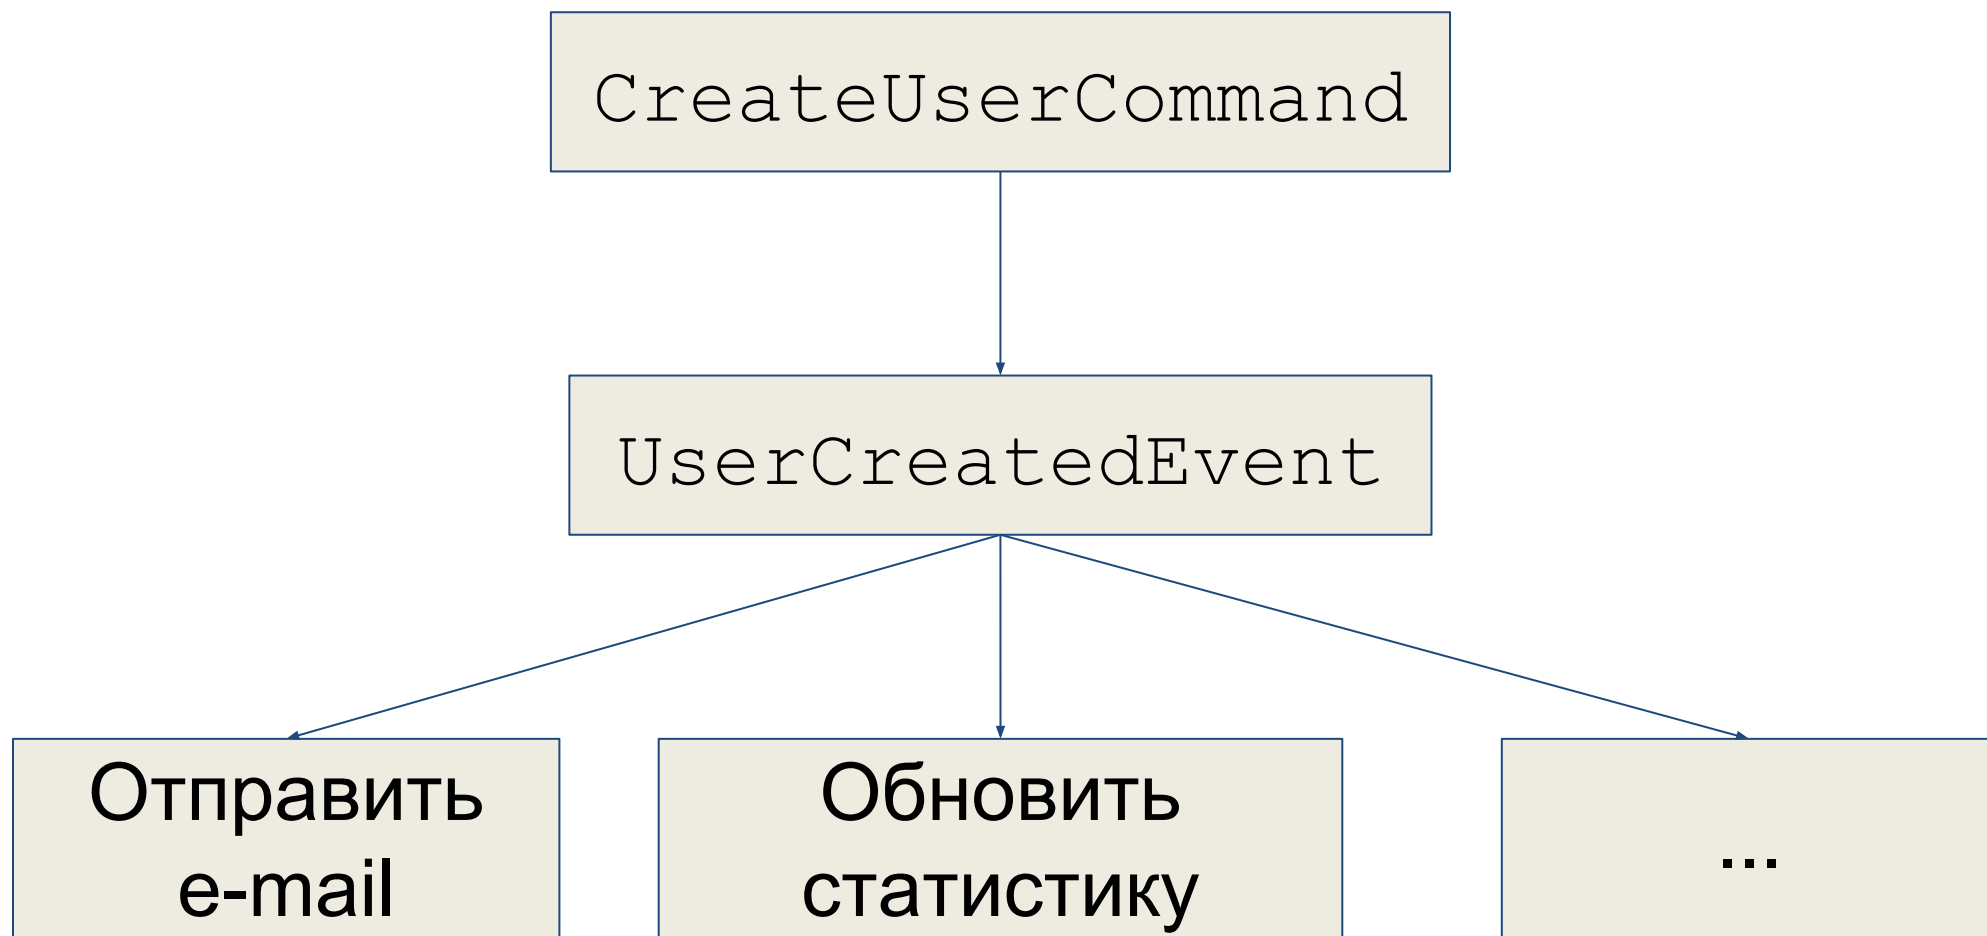 CreateUserCommand
UserCreatedEvent
Отправить
e-mail
Обновить
статистику
...